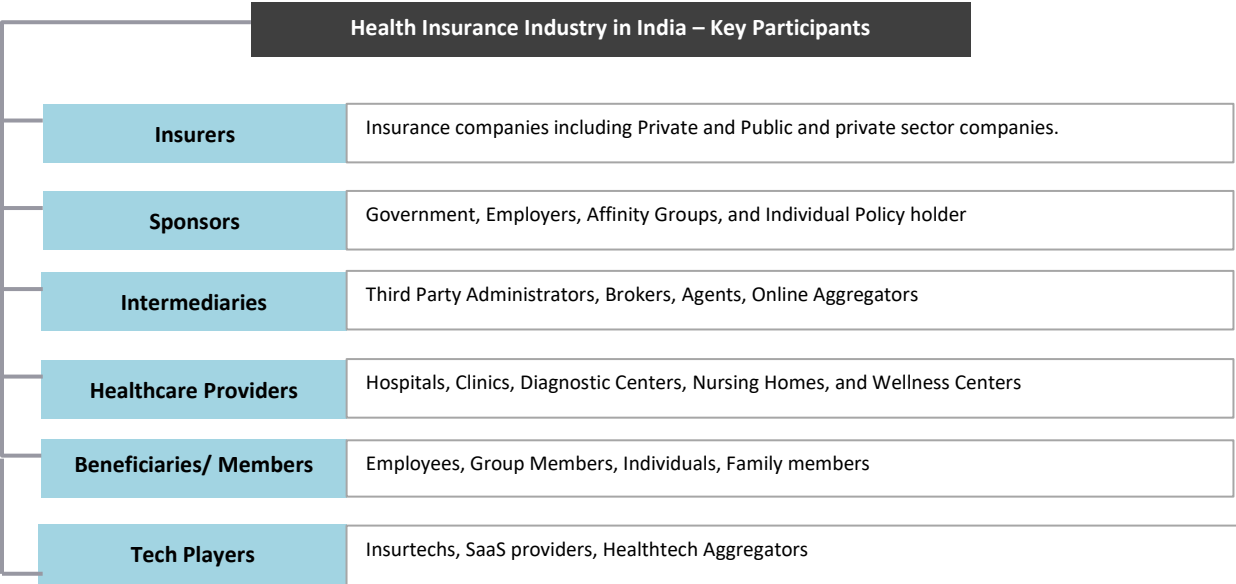 Health Insurance Industry in India – Key Participants
Insurers
Insurance companies including Private and Public and private sector companies.
Sponsors
Government, Employers, Affinity Groups, and Individual Policy holder
Intermediaries
Third Party Administrators, Brokers, Agents, Online Aggregators
Healthcare Providers
Hospitals, Clinics, Diagnostic Centers, Nursing Homes, and Wellness Centers
Beneficiaries/ Members
Employees, Group Members, Individuals, Family members
Tech Players
Insurtechs, SaaS providers, Healthtech Aggregators